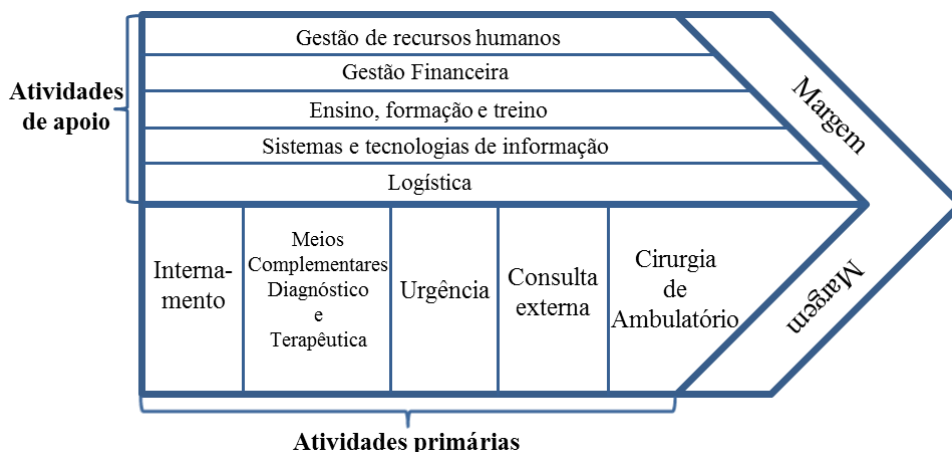 Gestão de recursos humanos
Gestão Financeira
Ensino, formação e treino
Sistemas e tecnologias de informação
Logística
Atividades
de apoio
Margem
Interna-
mento
Meios
Complementares
Diagnóstico
e
Terapêutica
Urgência
Consulta
externa
Cirurgia
de
Ambulatório
Margem
Atividades primárias